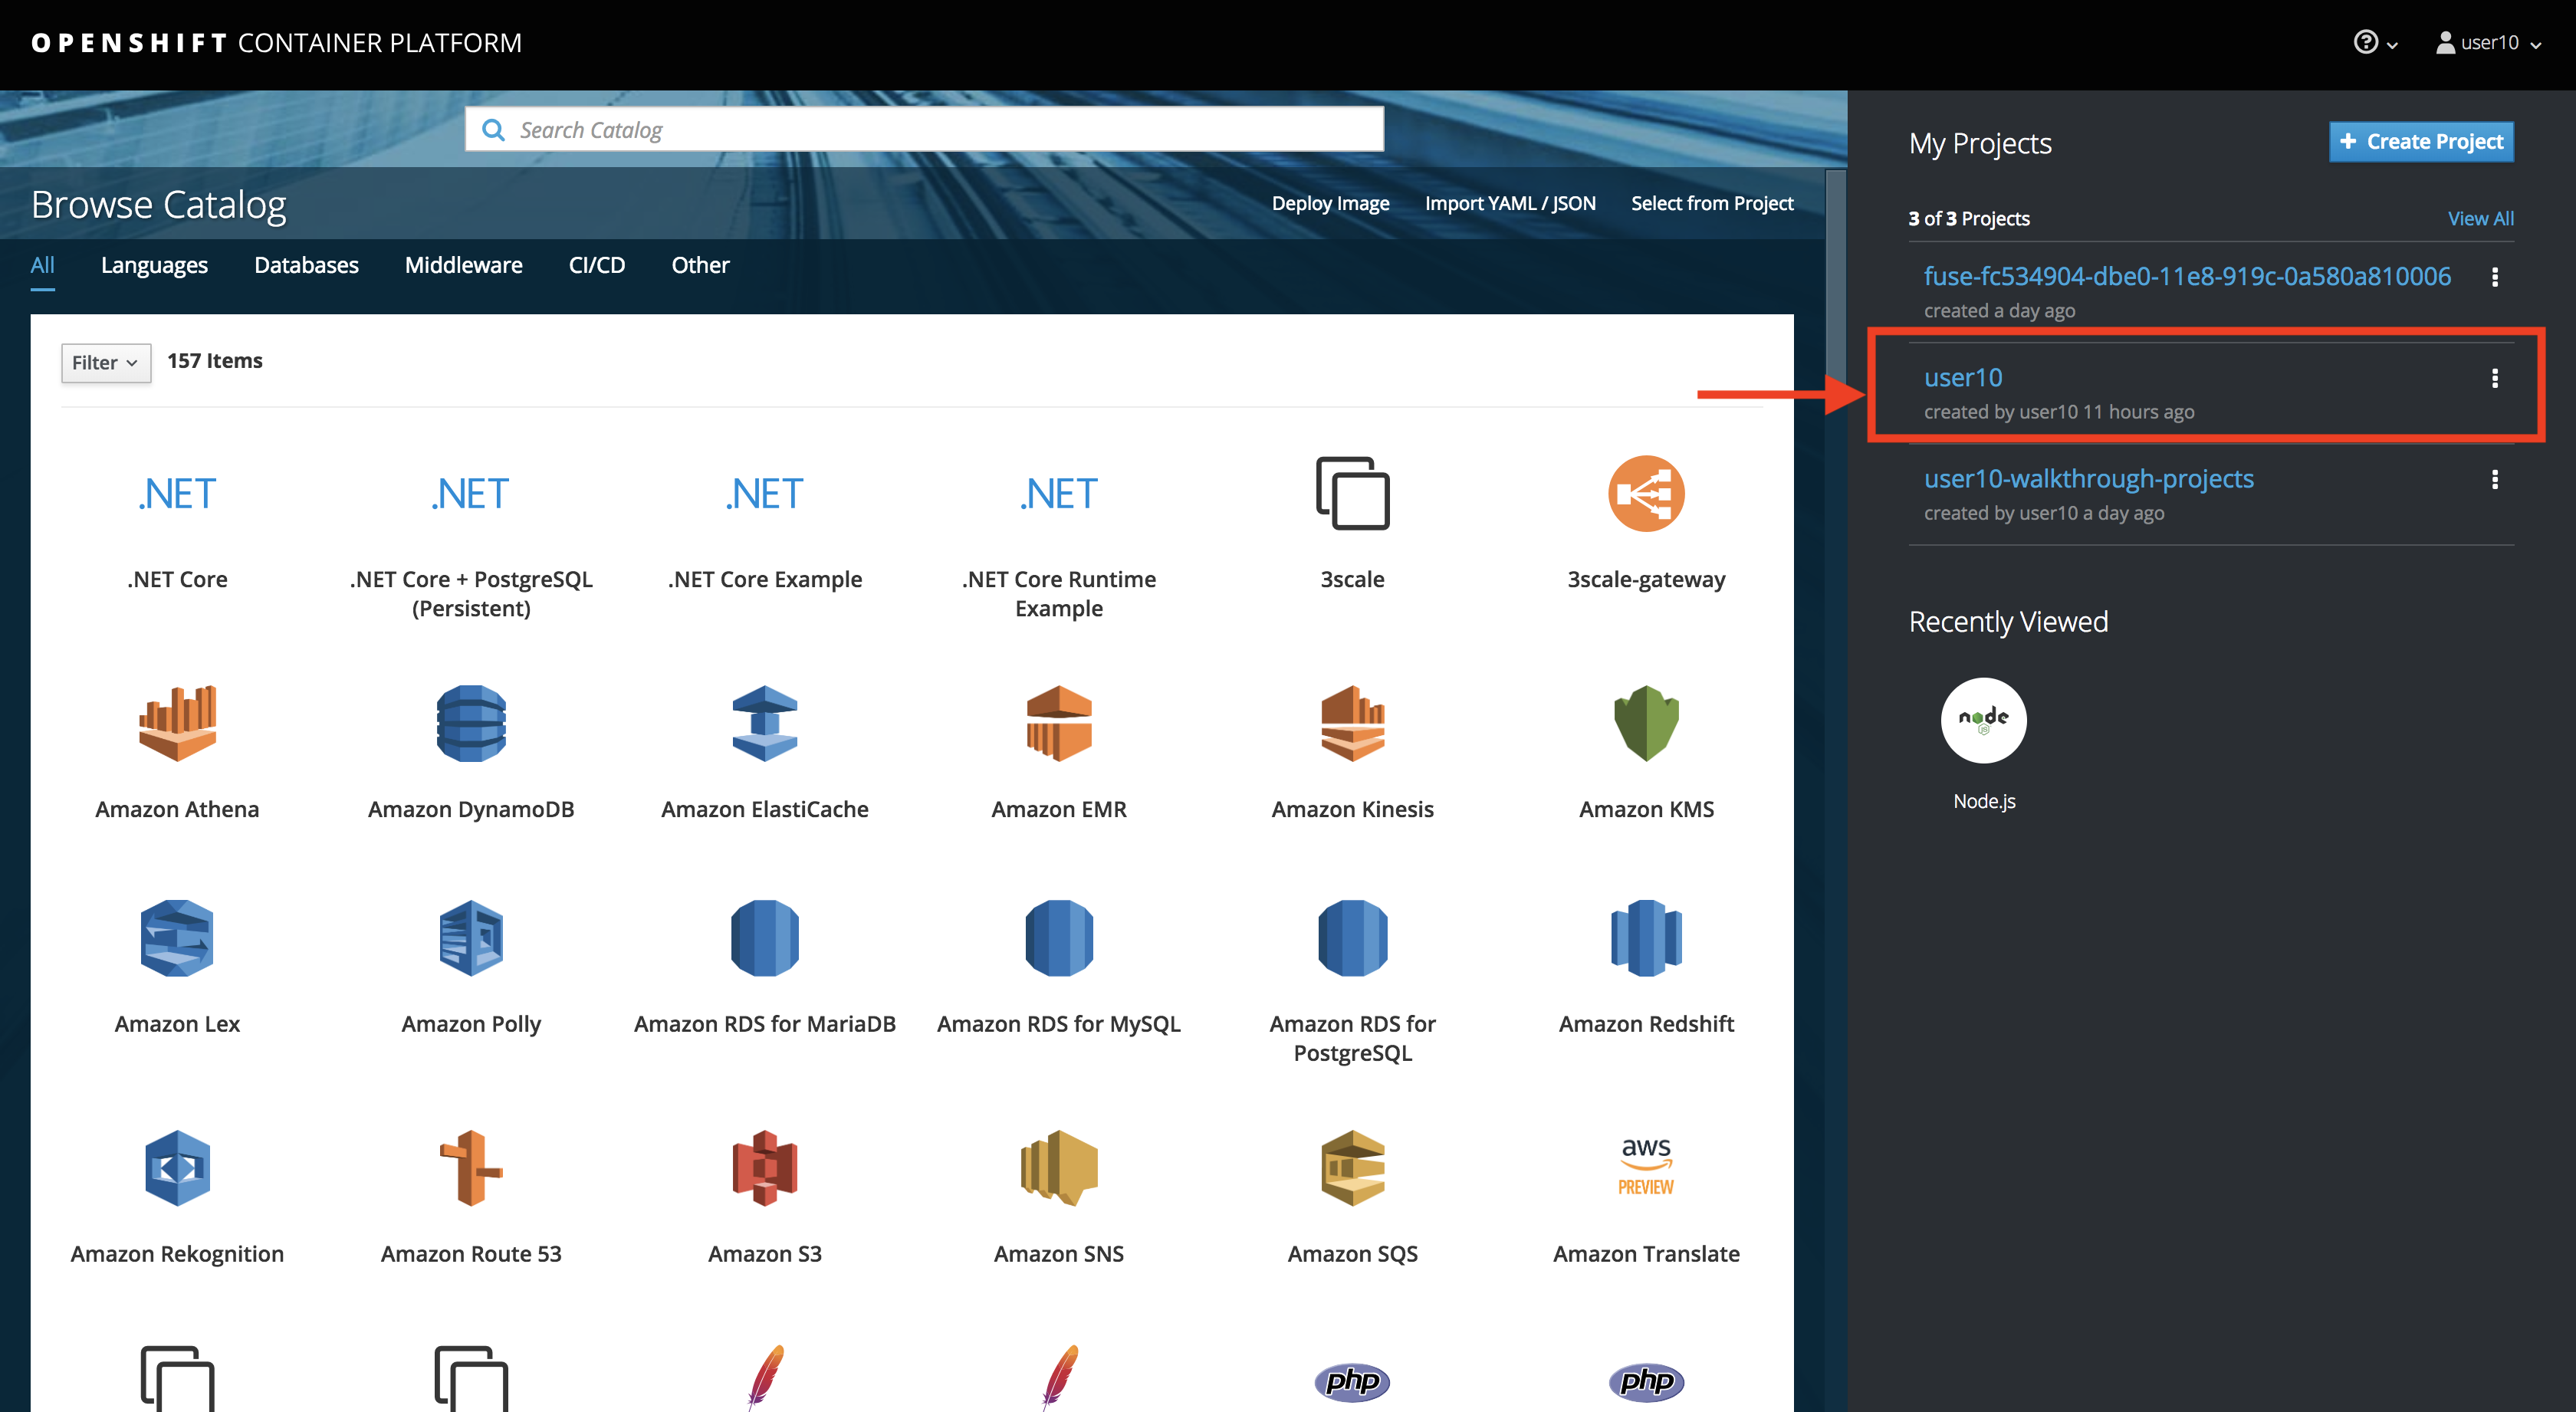 OPENSHIFT CONTAINER PLATFORM
user10
Search Catalog
Browse Catalog
Deploy Image
Import YAML / JSON
Select from Project
All
Languages
Databases
Middleware
CI/CD
Other
Filter
157 Items
.NET
.NET
.NET
.NET
.NET Core
.NET Core + PostgreSQL
(Persistent)
.NET Core Example
.NET Core Runtime
Example
3scale
3scale-gateway
Amazon Athena
Amazon DynamoDB
Amazon ElastiCache
Amazon EMR
Amazon Kinesis
Amazon KMS
Amazon Lex
Amazon Polly
Amazon RDS for MariaDB
Amazon RDS for MySQL
Amazon RDS for
PostgreSQL
Amazon Redshift
aws
PREVIEW
Amazon Rekognition
Amazon Route 53
Amazon S3
Amazon SNS
Amazon SQS
Amazon Translate
php
php
My Projects
+ Create Project
3 of 3 Projects
View All
fuse-fc534904-dbe0-11e8-919c-0a580a810006
created a day ago
user10
created by user10 11 hours ago
user10-walkthrough-projects
created by user10 a day ago
Recently Viewed
node
JS
Node.js